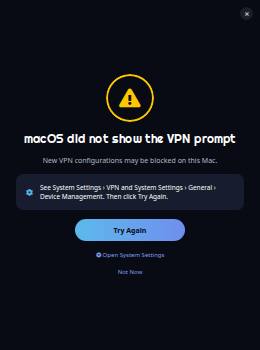 macOS did not show the VPN prompt
New VPN configurations may be blocked on this Mac.
See System Settings › VPN and System Settings › General ›
Device Management. Then click Try Again.
Try Again
Open System Settings
Not Now